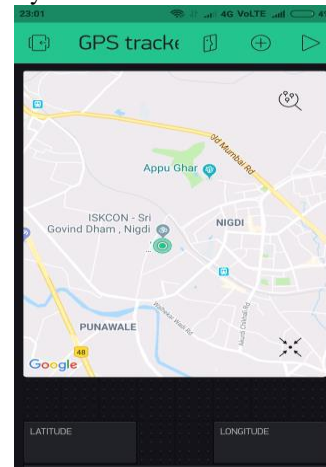 23:01 4G VoLTE
GPS tracke
Old Mumbai Rd
Appu Ghar
ISKCON - Sri
Govind Dham , Nigdi
NIGDI
PUNAWALE
48
Google
LATITUDE
LONGITUDE